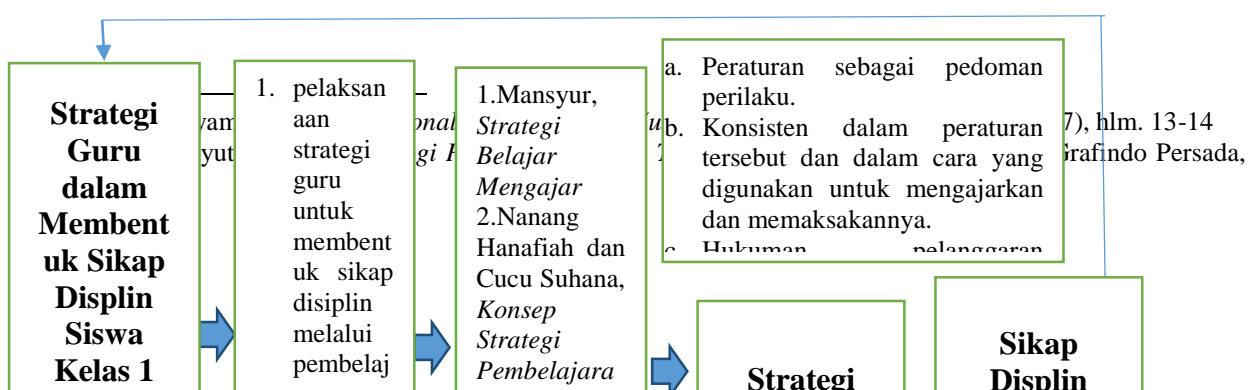 Strategi
Guru
dalam
Membent
uk Sikap
Displin
Siswa
Kelas 1
1. pelaksan
aan
strategi
guru
untuk
membent
uk sikap
disiplin
melalui
pembelaj
1.Mansyur,
Strategi
Belajar
Mengajar
2.Nanang
Hanafiah dan
Cucu Suhana,
Konsep
Strategi
Pembelajara
a. Peraturan sebagai pedoman
perilaku.
b. Konsisten dalam peraturan
tersebut dan dalam cara yang
digunakan untuk mengajarkan
dan memaksakannya.
c. Hukuman pelanggaran
7), hlm. 13-14
Grafindo Persada,
Strategi
Sikap
Displin